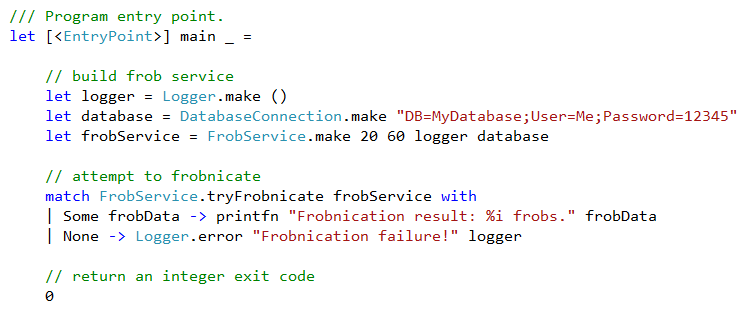 /// Program entry point.
let [<EntryPoint>] main _ =
// build frob service
let logger = Logger.make ()
let database = DatabaseConnection.make "DB=MyDatabase;User=Me;Password=12345"
let frobService = FrobService.make 20 60 logger database
// attempt to frobnicate
match FrobService.tryFrobnicate frobService with
| Some frobData -> printfn "Frobnication result: %i frobs." frobData
| None -> Logger.error "Frobnication failure!" logger
// return an integer exit code
0